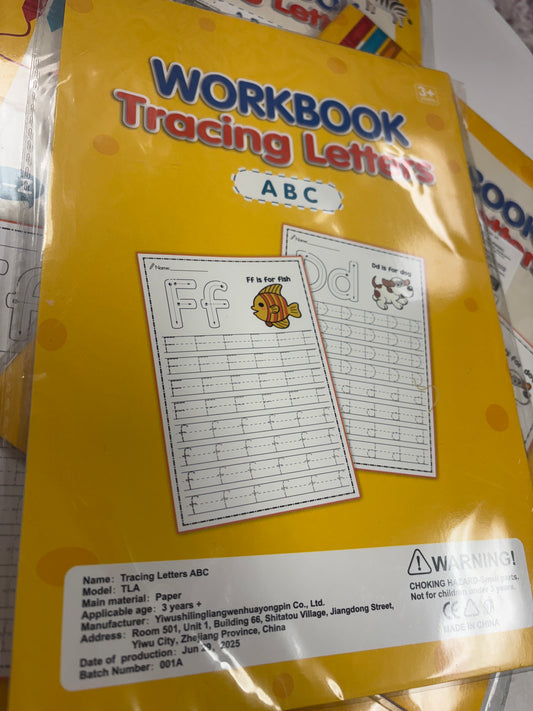 WORKBOOK
Tracing Letters
3+
ABC
Name:
Ff is for fish
Ff
Name:
Dd is for dog
Dd
Name: Tracing Letters ABC
Model: TLA
Main material: Paper
Applicable age: 3 years +
Manufacturer: Yiwushilingliangwenhuayongpin Co., Ltd.
Address: Room 501, Unit 1, Building 66, Shitatou Village, Jiangdong Street,
Yiwu City, Zhejiang Province, China
Date of production: Jun 2025
Batch Number: 001A
WARNING!
CHOKING HAZARD-Small parts.
Not for children under 3 years.
CE
MADE IN CHINA